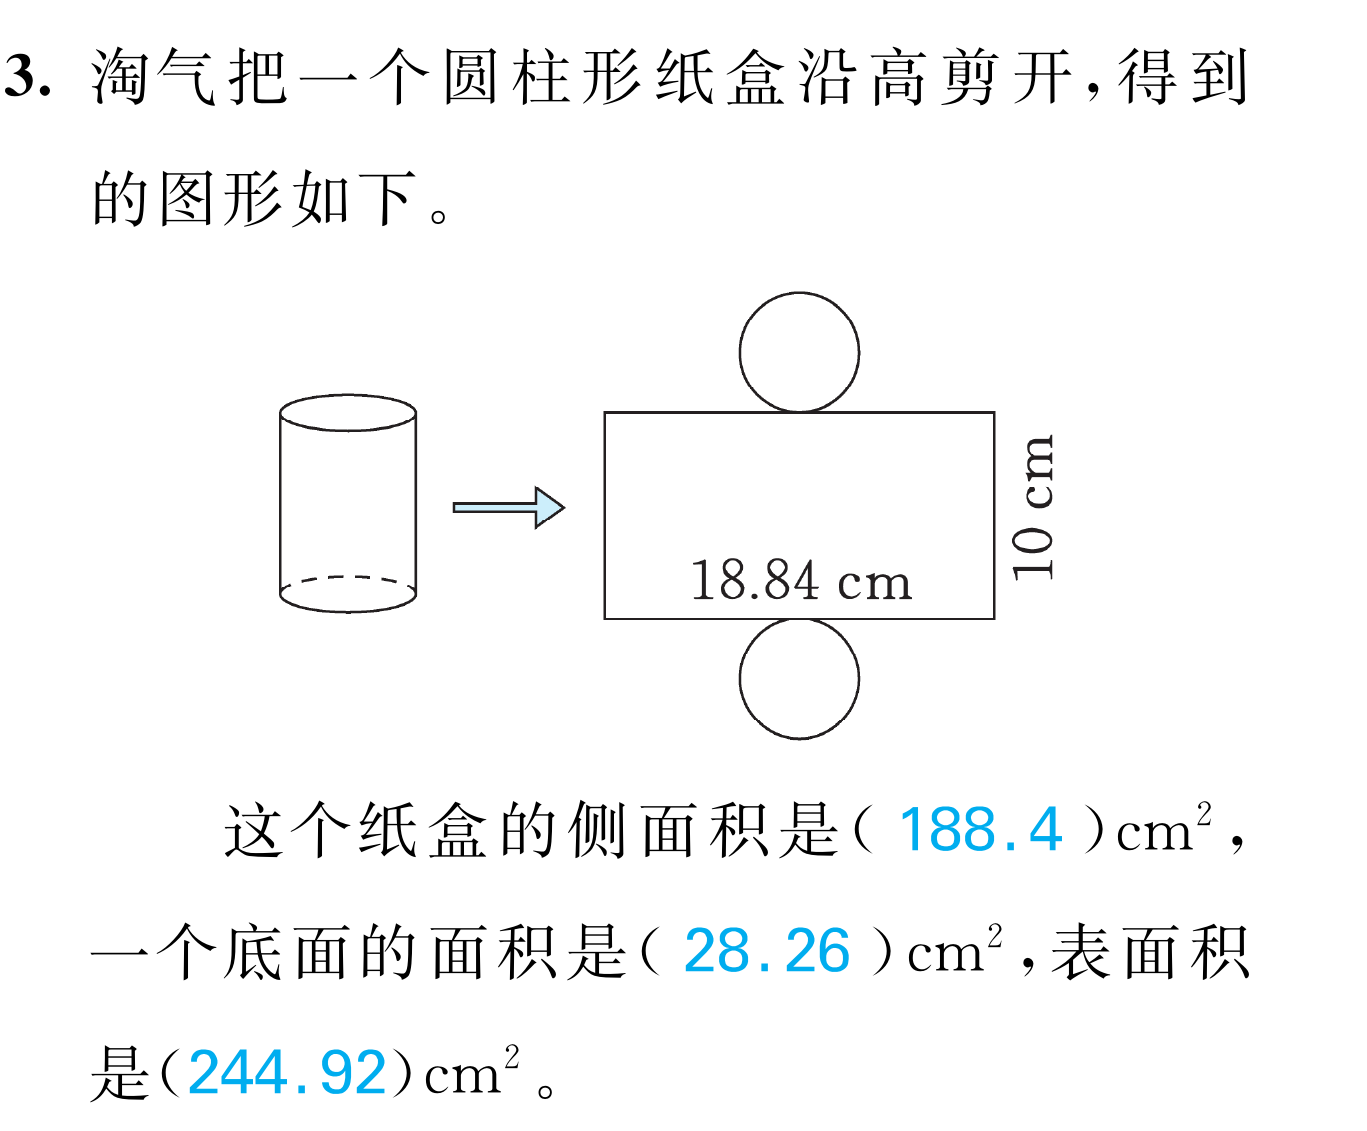 3. 淘气把一个圆柱形纸盒沿高剪开,得到
的图形如下。
10 cm
18.84 cm
这个纸盒的侧面积是( 188.4 )cm²,
一个底面的面积是( 28.26 )cm²,表面积
是(244.92)cm²。